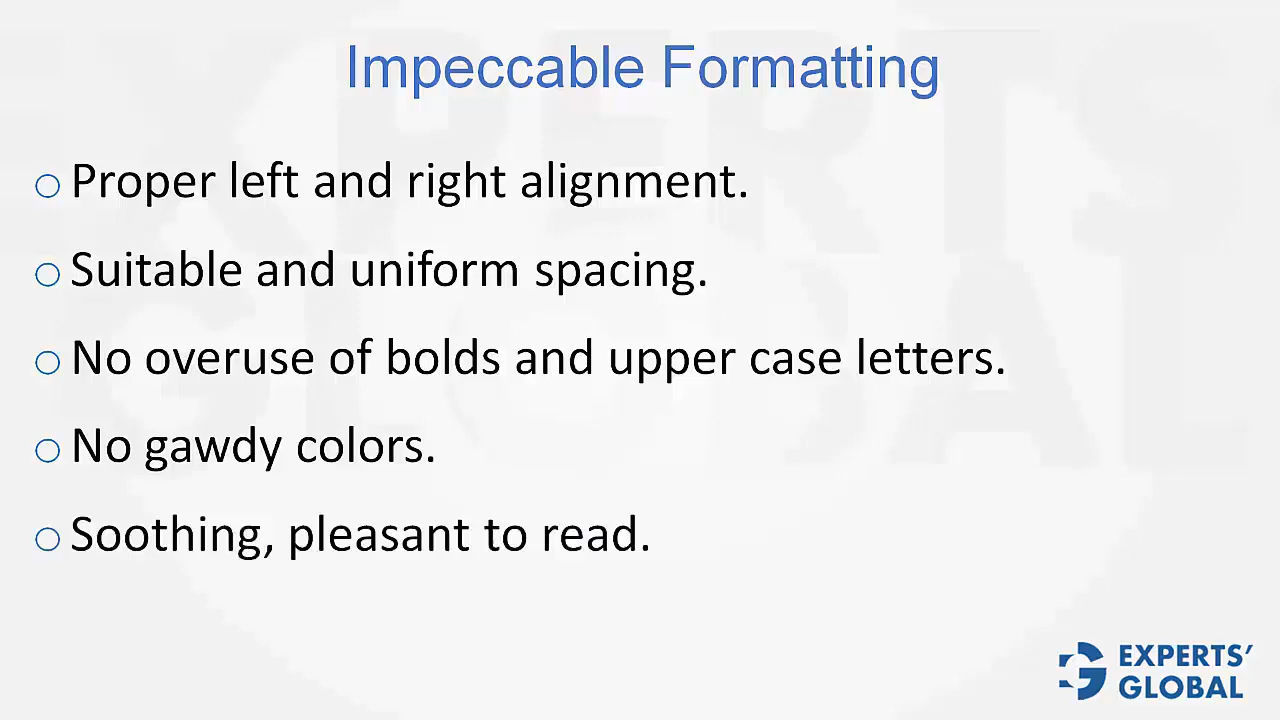 Impeccable Formatting
Proper left and right alignment.
Suitable and uniform spacing.
No overuse of bolds and upper case letters.
No gawdy colors.
Soothing, pleasant to read.
EXPERTS’
GLOBAL